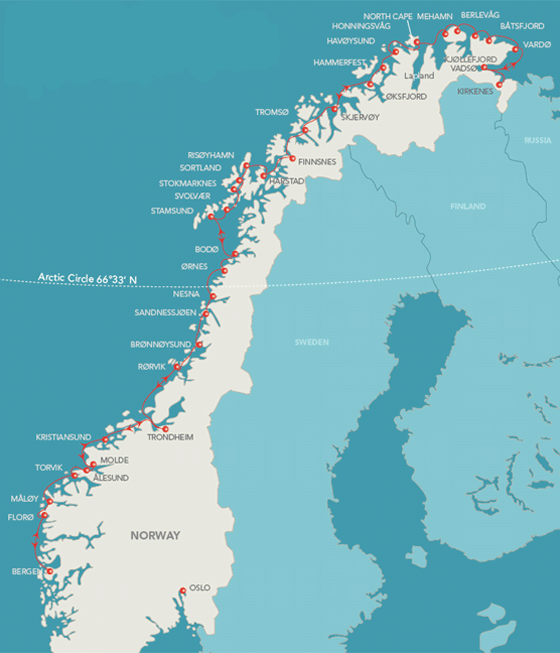 NORTH CAPE MEHAMN BERLEVÅG
HONNINGSVÅG
BÅTSFJORD
HAVØYSUND
VARDØ
HAMMERFEST
KJØLLEFJORD
VADSØ
KIRKENES
ØKSFJORD
SKJERVØY
TROMSØ
RUSSIA
RISØYHAMN
FINNSNES
SORTLAND
HARSTAD
STOKMARKNES
SVOLVÆR
FINLAND
STAMSUND
BODØ
ØRNES
Arctic Circle 66°33' N
NESNA
SANDNESSJØEN
SWEDEN
BRØNNØYSUND
RØRVIK
KRISTIANSUND
TRONDHEIM
MOLDE
TORVIK
ÅLESUND
MÅLØY
FLORØ
NORWAY
BERGEN
OSLO